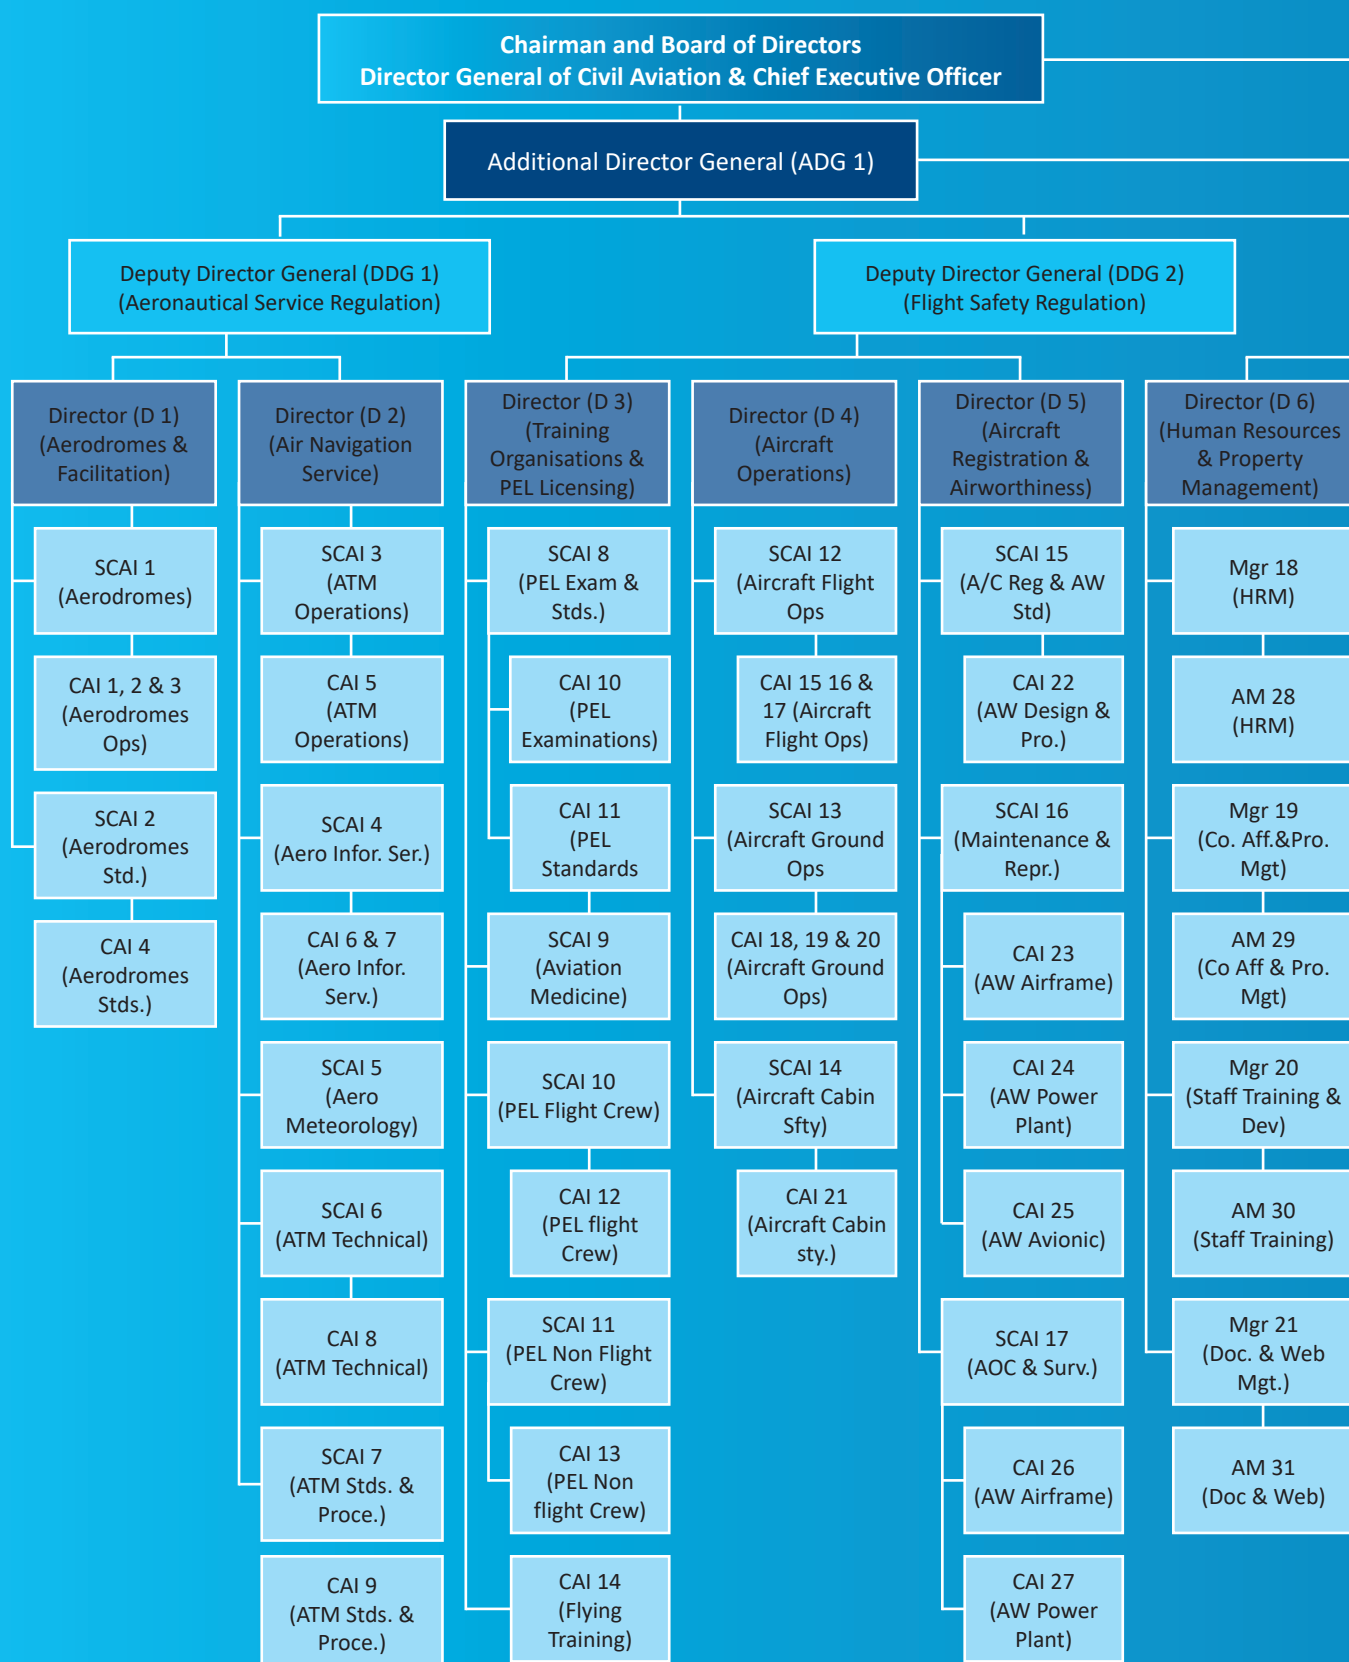 Chairman and Board of Directors
Director General of Civil Aviation & Chief Executive Officer
Additional Director General (ADG 1)
Deputy Director General (DDG 1)
(Aeronautical Service Regulation)
Deputy Director General (DDG 2)
(Flight Safety Regulation)
Director (D 1)
(Aerodromes &
Facilitation)
SCAI 1
(Aerodromes)
CAI 1, 2 & 3
(Aerodromes
Ops)
SCAI 2
(Aerodromes
Std.)
CAI 4
(Aerodromes
Stds.)
Director (D 2)
(Air Navigation
Service)
SCAI 3
(ATM
Operations)
CAI 5
(ATM
Operations)
SCAI 4
(Aero Infor. Ser.)
CAI 6 & 7
(Aero Infor.
Serv.)
SCAI 5
(Aero
Meteorology)
SCAI 6
(ATM Technical)
CAI 8
(ATM Technical)
SCAI 7
(ATM Stds. &
Proce.)
CAI 9
(ATM Stds. &
Proce.)
Director (D 3)
(Training
Organisations &
PEL Licensing)
SCAI 8
(PEL Exam &
Stds.)
CAI 10
(PEL
Examinations)
CAI 11
(PEL
Standards
SCAI 9
(Aviation
Medicine)
SCAI 10
(PEL Flight Crew)
CAI 12
(PEL flight
Crew)
SCAI 11
(PEL Non Flight
Crew)
CAI 13
(PEL Non
flight Crew)
CAI 14
(Flying
Training)
Director (D 4)
(Aircraft
Operations)
SCAI 12
(Aircraft Flight
Ops
CAI 15 16 &
17 (Aircraft
Flight Ops)
SCAI 13
(Aircraft Ground
Ops
CAI 18, 19 & 20
(Aircraft Ground
Ops)
SCAI 14
(Aircraft Cabin
Sfty)
CAI 21
(Aircraft Cabin
sty.)
Director (D 5)
(Aircraft
Registration &
Airworthiness)
SCAI 15
(A/C Reg & AW
Std)
CAI 22
(AW Design &
Pro.)
SCAI 16
(Maintenance &
Repr.)
CAI 23
(AW Airframe)
CAI 24
(AW Power
Plant)
CAI 25
(AW Avionic)
SCAI 17
(AOC & Surv.)
CAI 26
(AW Airframe)
CAI 27
(AW Power
Plant)
Director (D 6)
(Human Resources
& Property
Management)
Mgr 18
(HRM)
AM 28
(HRM)
Mgr 19
(Co. Aff.&Pro.
Mgt)
AM 29
(Co Aff & Pro.
Mgt)
Mgr 20
(Staff Training &
Dev)
AM 30
(Staff Training)
Mgr 21
(Doc. & Web
Mgt.)
AM 31
(Doc & Web)